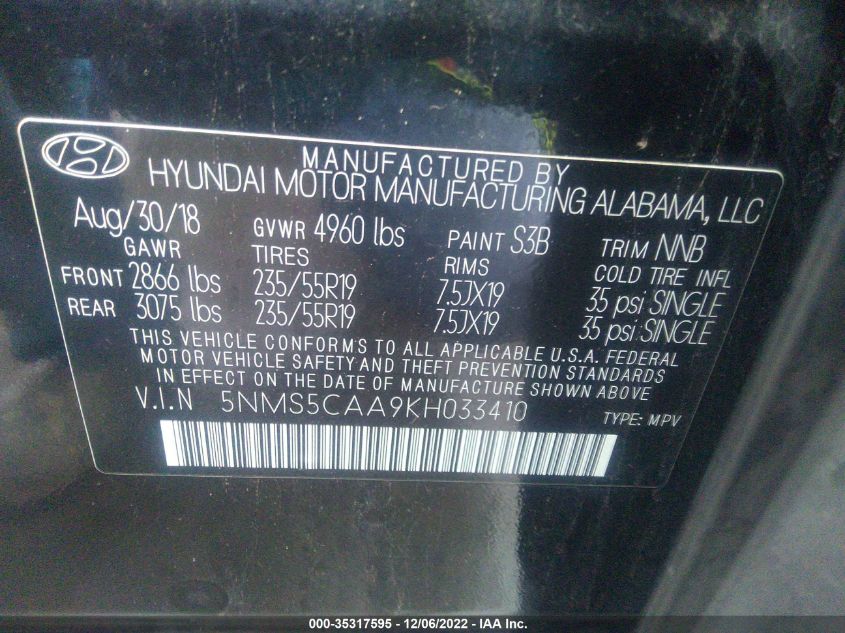 MANUFACTURED BY
HYUNDAI MOTOR MANUFACTURING ALABAMA, LLC
Aug/30/18 GVWR 4960 lbs PAINT S3B TRIM NNB
GAWR TIRES RIMS COLD TIRE INFL
FRONT 2866 lbs 235/55R19 7.5JX19 35 psi SINGLE
REAR 3075 lbs 235/55R19 7.5JX19 35 psi SINGLE
THIS VEHICLE CONFORMS TO ALL APPLICABLE U.S.A. FEDERAL
MOTOR VEHICLE SAFETY AND THEFT PREVENTION STANDARDS
IN EFFECT ON THE DATE OF MANUFACTURE SHOWN ABOVE
V.I.N 5NMS5CAA9KH033410 TYPE: MPV
000-35317595 - 12/06/2022 - IAA Inc.